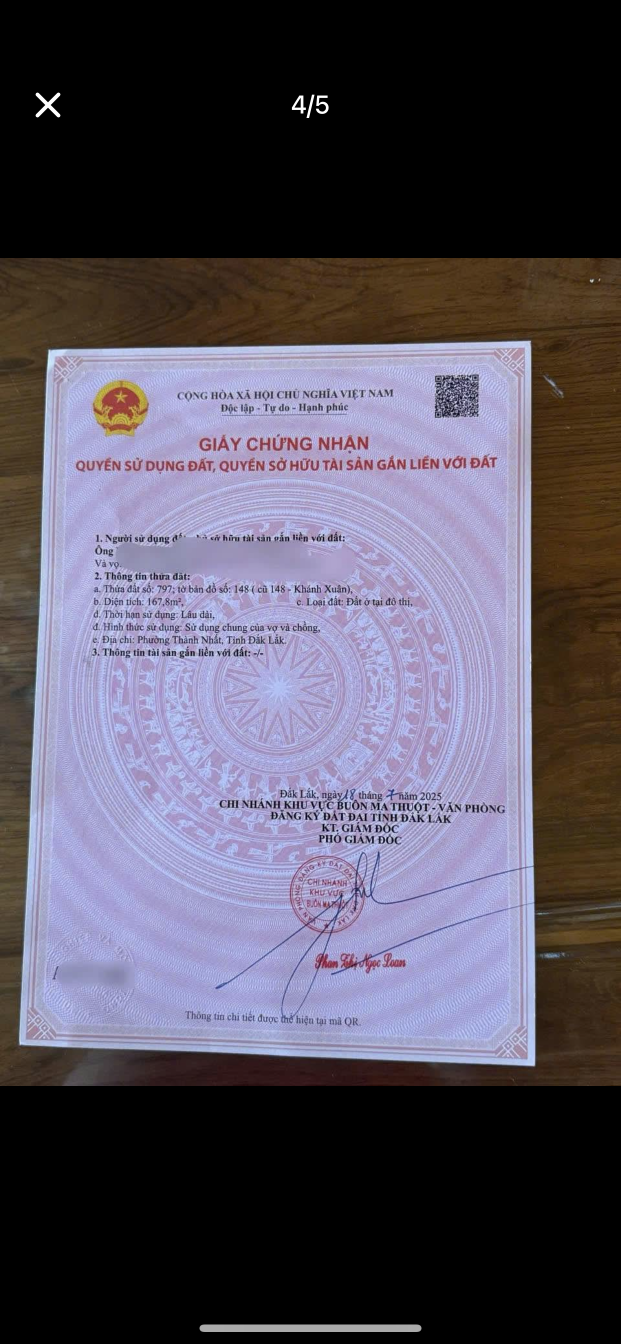 4/5
CỘNG HÒA XÃ HỘI CHỦ NGHĨA VIỆT NAM
Độc lập - Tự do - Hạnh phúc
GIẤY CHỨNG NHẬN
QUYỀN SỬ DỤNG ĐẤT, QUYỀN SỞ HỮU TÀI SẢN GẮN LIỀN VỚI ĐẤT
1. Người sử dụng sở hữu tài sản gắn liền với đất:
Ông
Và vợ
2. Thông tin thửa đất:
a. Thửa đất số: 797; tờ bản đồ số: 148 ( cũ 148 - Khánh Xuân),
b. Diện tích: 167,8m², c. Loại đất: Đất ở tại đô thị,
d. Thời hạn sử dụng: Lâu dài,
đ. Hình thức sử dụng: Sử dụng chung của vợ và chồng,
e. Địa chỉ: Phường Thành Nhất, Tỉnh Đắk Lắk.
3. Thông tin tài sản gắn liền với đất: -/-
Đắk Lắk, ngày 18 tháng 7 năm 2025
CHI NHÁNH KHU VỰC BUÔN MA THUỘT - VĂN PHÒNG
ĐĂNG KÝ ĐẤT ĐAI TỈNH ĐẮK LẮK
KT. GIÁM ĐỐC
PHÓ GIÁM ĐỐC
CHI NHÁNH
KHU VỰC
BUÔN MA THUỘT
Phan Thị Ngọc Loan
Thông tin chi tiết được thể hiện tại mã QR.